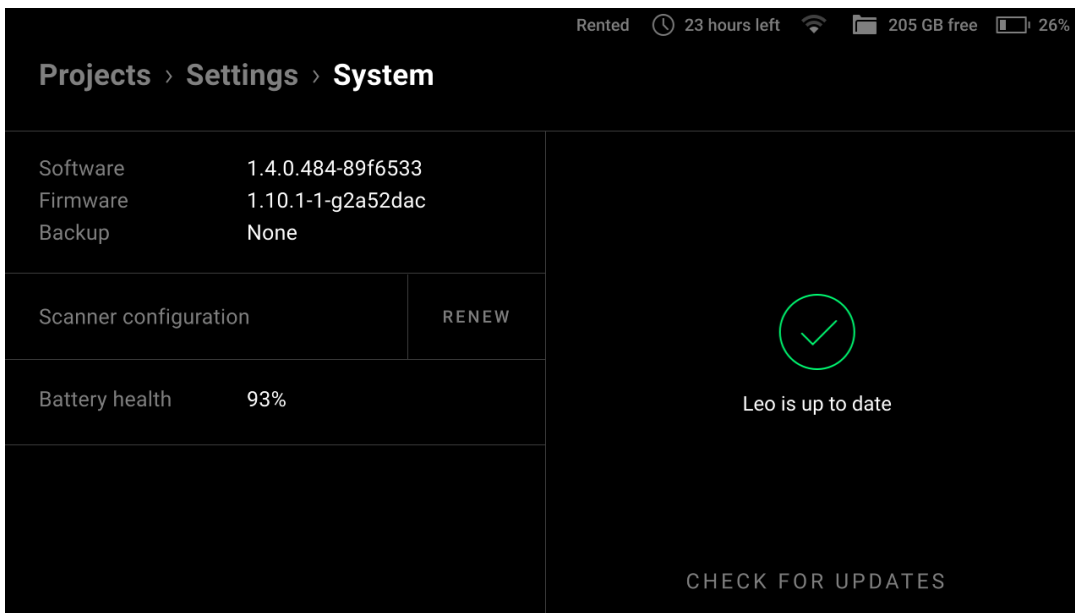 Rented 23 hours left 205 GB free 26%
Projects › Settings › System
Software 1.4.0.484-89f6533
Firmware 1.10.1-1-g2a52dac
Backup None
Scanner configuration RENEW
Battery health 93%
Leo is up to date
CHECK FOR UPDATES